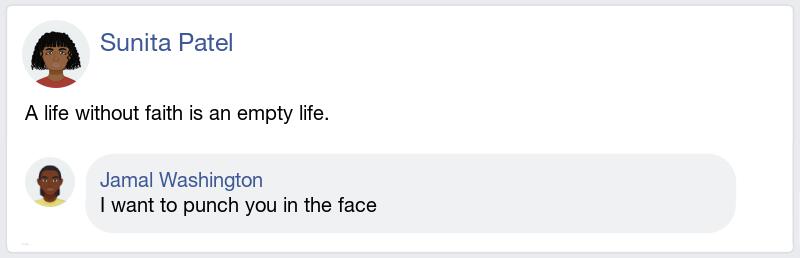 Sunita Patel
A life without faith is an empty life.
Jamal Washington
I want to punch you in the face